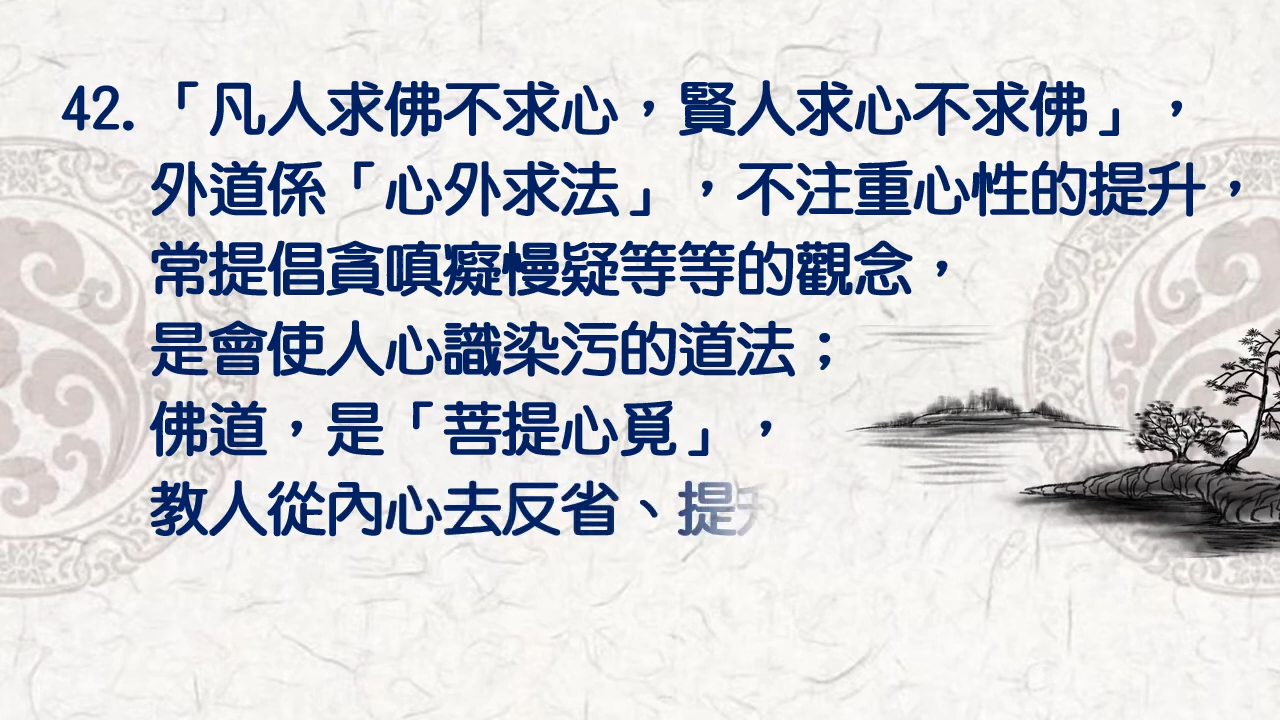 42.「凡人求佛不求心，賢人求心不求佛」，
外道係「心外求法」，不注重心性的提升，
常提倡貪嗔癡慢疑等等的觀念，
是會使人心識染污的道法；
佛道，是「菩提心覓」，
教人從內心去反省、提升